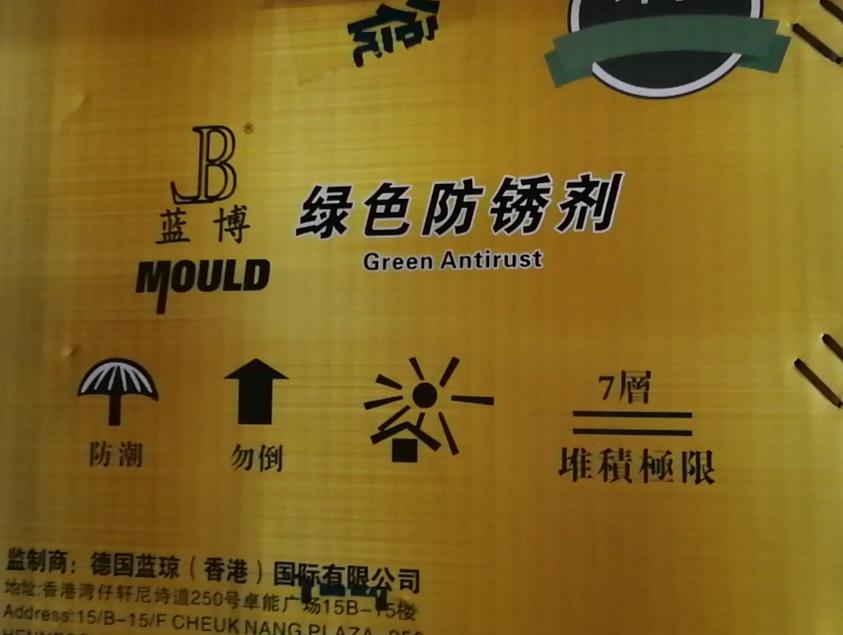 JB®
蓝博
MOULD
绿色防锈剂
Green Antirust
防潮
勿倒
7層
堆積極限
监制商：德国蓝琼（香港）国际有限公司
地址:香港湾仔轩尼诗道250号卓能广场15B-15楼
Address:15/B-15/F CHEUK NANG PLAZA, 250